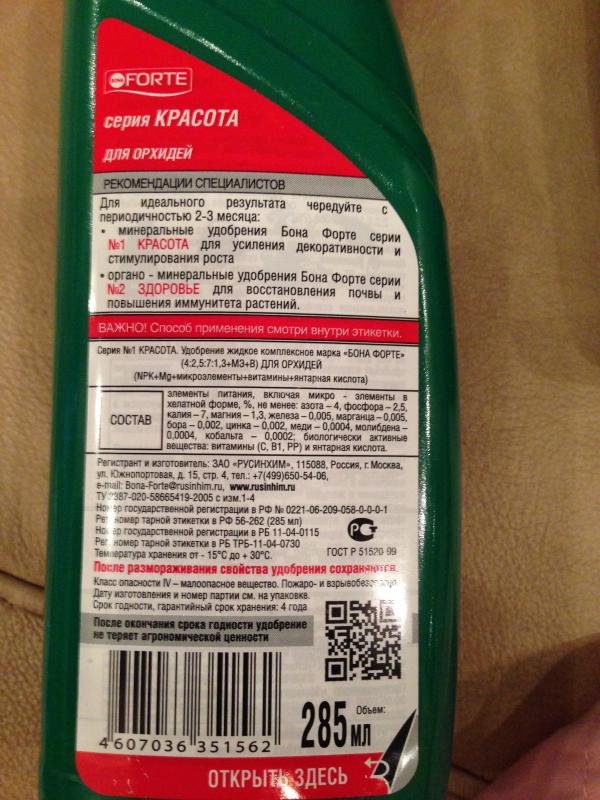 BONA FORTE
серия КРАСОТА
ДЛЯ ОРХИДЕЙ
РЕКОМЕНДАЦИИ СПЕЦИАЛИСТОВ
Для идеального результата чередуйте с
периодичностью 2-3 месяца:
• минеральные удобрения Бона Форте серии
№1 КРАСОТА для усиления декоративности и
стимулирования роста
• органо - минеральные удобрения Бона Форте серии
№2 ЗДОРОВЬЕ для восстановления почвы и
повышения иммунитета растений.
ВАЖНО! Способ применения смотри внутри этикетки.
Серия №1 КРАСОТА. Удобрение жидкое комплексное марка «БОНА ФОРТЕ»
(4:2,5:7:1,3+МЭ+В) ДЛЯ ОРХИДЕЙ
(NPK+Mg+микроэлементы+витамины+янтарная кислота)
СОСТАВ
элементы питания, включая микро - элементы в
хелатной форме, %, не менее: азота – 4, фосфора – 2,5,
калия – 7, магния – 1,3, железа – 0,005, марганца – 0,005,
бора – 0,002, цинка – 0,002, меди – 0,0004, молибдена –
0,0004, кобальта – 0,0002; биологически активные
вещества: витамины (С, В1, РР) и янтарная кислота.
Регистрант и изготовитель: ЗАО «РУСИНХИМ», 115088, Россия, г. Москва,
ул. Южнопортовая, д. 15, стр. 4, тел.: +7(499)650-54-06,
e-mail: Bona-Forte@rusinhim.ru, www.rusinhim.ru
ТУ 2387-020-58665419-2005 с изм.1-4
Номер государственной регистрации в РФ № 0221-06-209-058-0-0-0-1
Рег. номер тарной этикетки в РФ 56-262 (285 мл)
Номер государственной регистрации в РБ 11-04-0115
Рег. номер тарной этикетки в РБ ТР5-11-04-0730
Температура хранения от - 15°С до + 30°С.
ГОСТ Р 51520-99
После размораживания свойства удобрения сохраняются.
Класс опасности IV – малоопасное вещество. Пожаро- и взрывобезопасно.
Дату изготовления и номер партии см. на упаковке.
Срок годности, гарантийный срок хранения: 4 года
После окончания срока годности удобрение
не теряет агрономической ценности
4 607036 351562
Объем:
285 мл
ОТКРЫТЬ ЗДЕСЬ